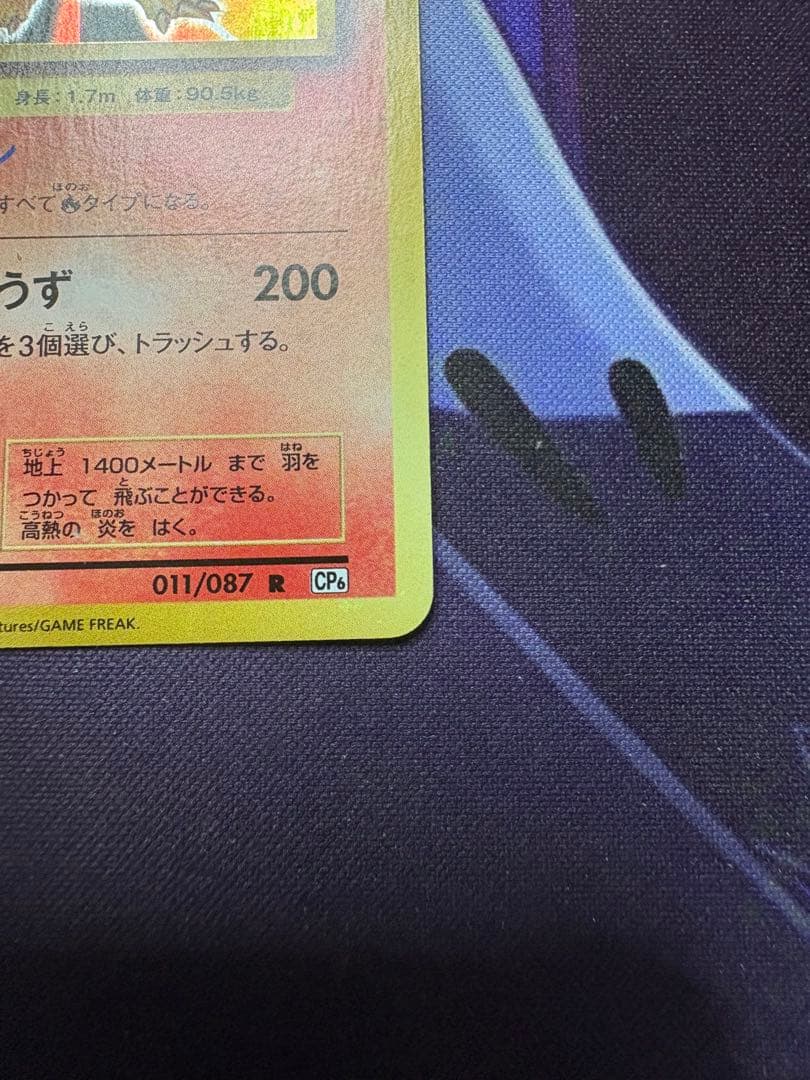 身長：1.7m 体重：90.5kg
ン
すべて🔥タイプになる。
うず 200
を3個選び、トラッシュする。
地上 1400メートル まで 羽を
つかって 飛ぶことができる。
高熱の 炎を はく。
011/087 R CP6
tures/GAME FREAK.